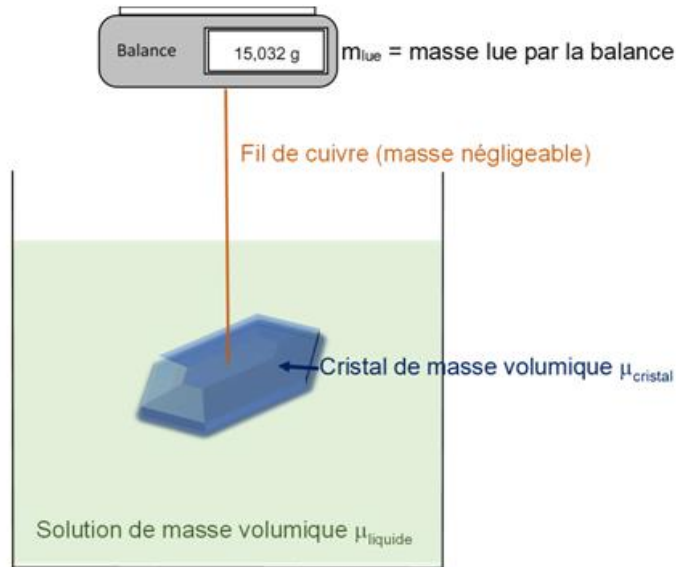 Balance
15,032 g
mlue = masse lue par la balance
Fil de cuivre (masse négligeable)
Cristal de masse volumique μcristal
Solution de masse volumique μliquide